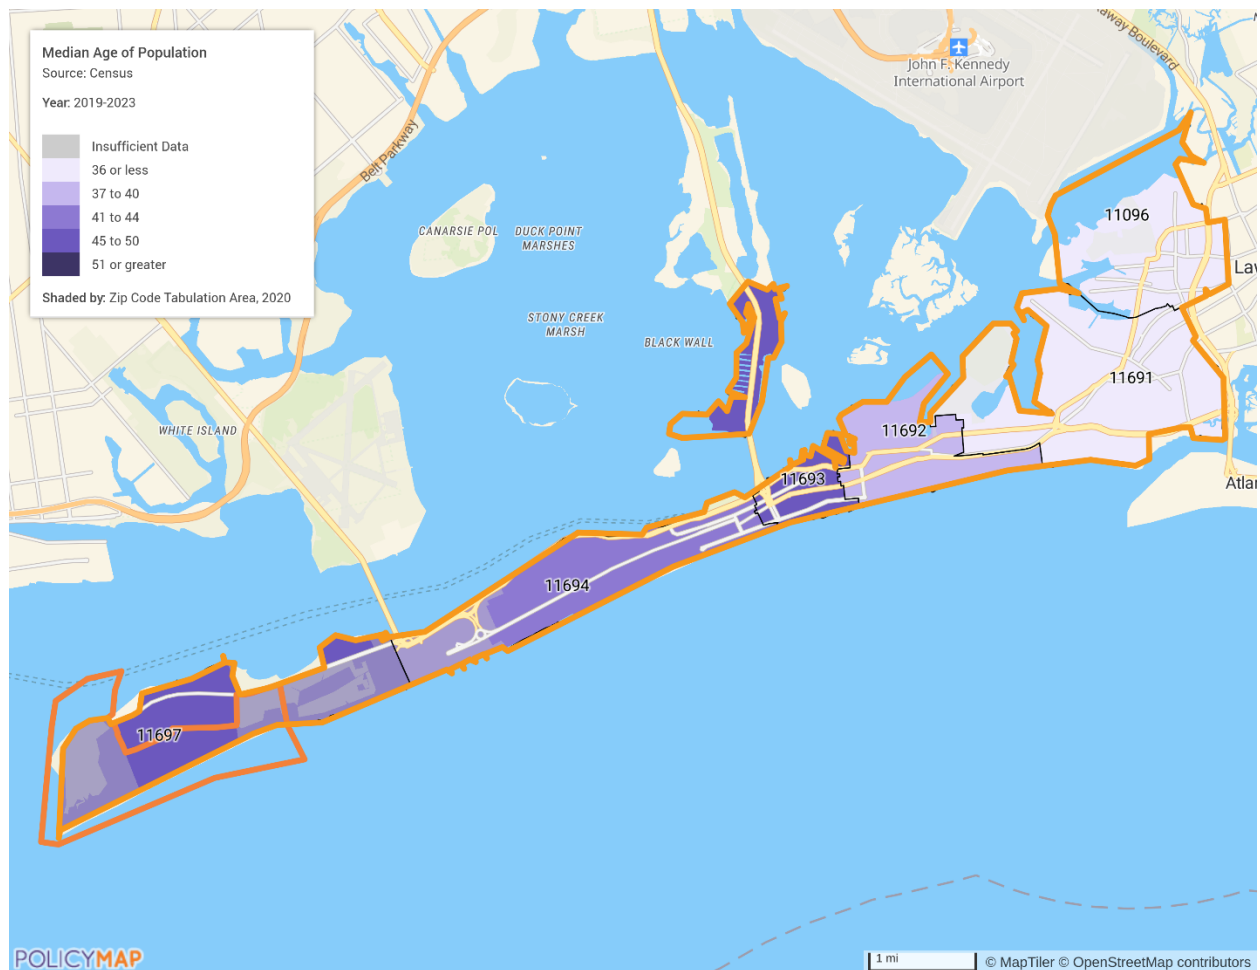 Median Age of Population
Source: Census
Year: 2019-2023
Insufficient Data
36 or less
37 to 40
41 to 44
45 to 50
51 or greater
Shaded by: Zip Code Tabulation Area, 2020
Boulevard
John F. Kennedy
International Airport
Belt Parkway
CANARSIE POL
DUCK POINT
MARSHES
11096
STONY CREEK
MARSH
BLACK WALL
11691
WHITE ISLAND
11692
11693
11694
11697
POLICYMAP
1 mi
© MapTiler © OpenStreetMap contributors